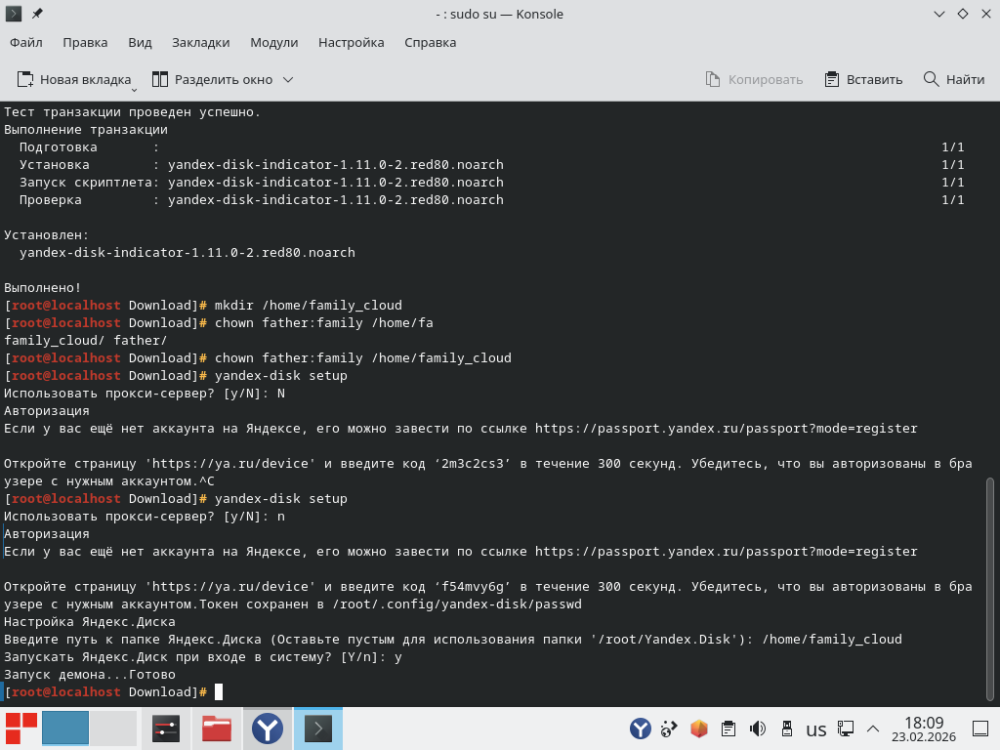 - : sudo su — Konsole
Файл Правка Вид Закладки Модули Настройка Справка
Новая вкладка Разделить окно Копировать Вставить Найти
Тест транзакции проведен успешно.
Выполнение транзакции
  Подготовка       :                                                 1/1
  Установка        : yandex-disk-indicator-1.11.0-2.red80.noarch     1/1
  Запуск скриптлета: yandex-disk-indicator-1.11.0-2.red80.noarch     1/1
  Проверка         : yandex-disk-indicator-1.11.0-2.red80.noarch     1/1
Установлен:
  yandex-disk-indicator-1.11.0-2.red80.noarch
Выполнено!
[root@localhost Download]# mkdir /home/family_cloud
[root@localhost Download]# chown father:family /home/fa
family_cloud/ father/
[root@localhost Download]# chown father:family /home/family_cloud
[root@localhost Download]# yandex-disk setup
Использовать прокси-сервер? [y/N]: N
Авторизация
Если у вас ещё нет аккаунта на Яндексе, его можно завести по ссылке https://passport.yandex.ru/passport?mode=register
Откройте страницу 'https://ya.ru/device' и введите код ‘2m3c2cs3’ в течение 300 секунд. Убедитесь, что вы авторизованы в бра
узере с нужным аккаунтом.^C
[root@localhost Download]# yandex-disk setup
Использовать прокси-сервер? [y/N]: n
Авторизация
Если у вас ещё нет аккаунта на Яндексе, его можно завести по ссылке https://passport.yandex.ru/passport?mode=register
Откройте страницу 'https://ya.ru/device' и введите код ‘f54mvy6g’ в течение 300 секунд. Убедитесь, что вы авторизованы в бра
узере с нужным аккаунтом.Токен сохранен в /root/.config/yandex-disk/passwd
Настройка Яндекс.Диска
Введите путь к папке Яндекс.Диска (Оставьте пустым для использования папки '/root/Yandex.Disk'): /home/family_cloud
Запускать Яндекс.Диск при входе в систему? [Y/n]: y
Запуск демона...Готово
[root@localhost Download]#
us
18:09
23.02.2026